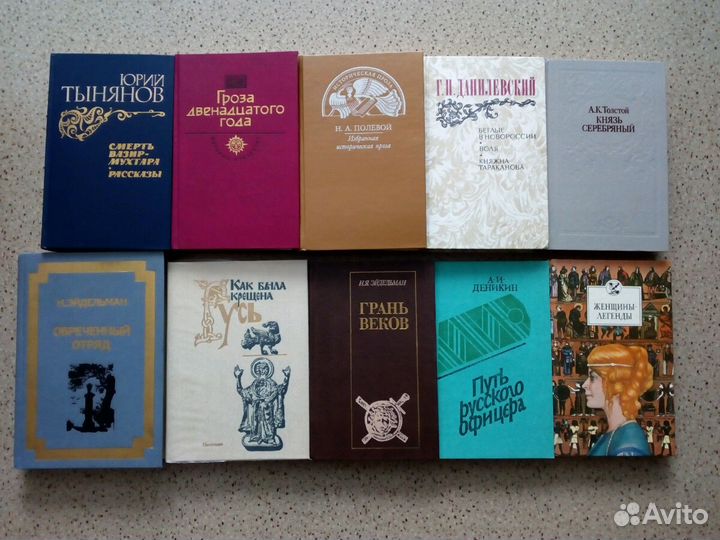 ЮРИЙ
ТЫНЯНОВ
СМЕРТЬ
ВАЗИР-
МУХТАРА
РАССКАЗЫ
Гроза
двенадцатого
года
ИСТОРИЧЕСКАЯ ПРОЗА
Н. А. ПОЛЕВОЙ
Избранная
историческая проза
Г. П. ДАНИЛЕВСКИЙ
БЕГЛЫЕ
В НОВОРОССИИ
ВОЛЯ
КНЯЖНА
ТАРАКАНОВА
А.К.Толстой
КНЯЗЬ
СЕРЕБРЯНЫЙ
Н.ЭЙДЕЛЬМАН
ОБРЕЧЕННЫЙ
ОТРЯД
Как была
крещена
Русь
Н.Я. ЭЙДЕЛЬМАН
ГРАНЬ
ВЕКОВ
А·И·
ДЕНИКИН
Путь
русского
офицера
ЖЕНЩИНЫ-
ЛЕГЕНДЫ
Avito